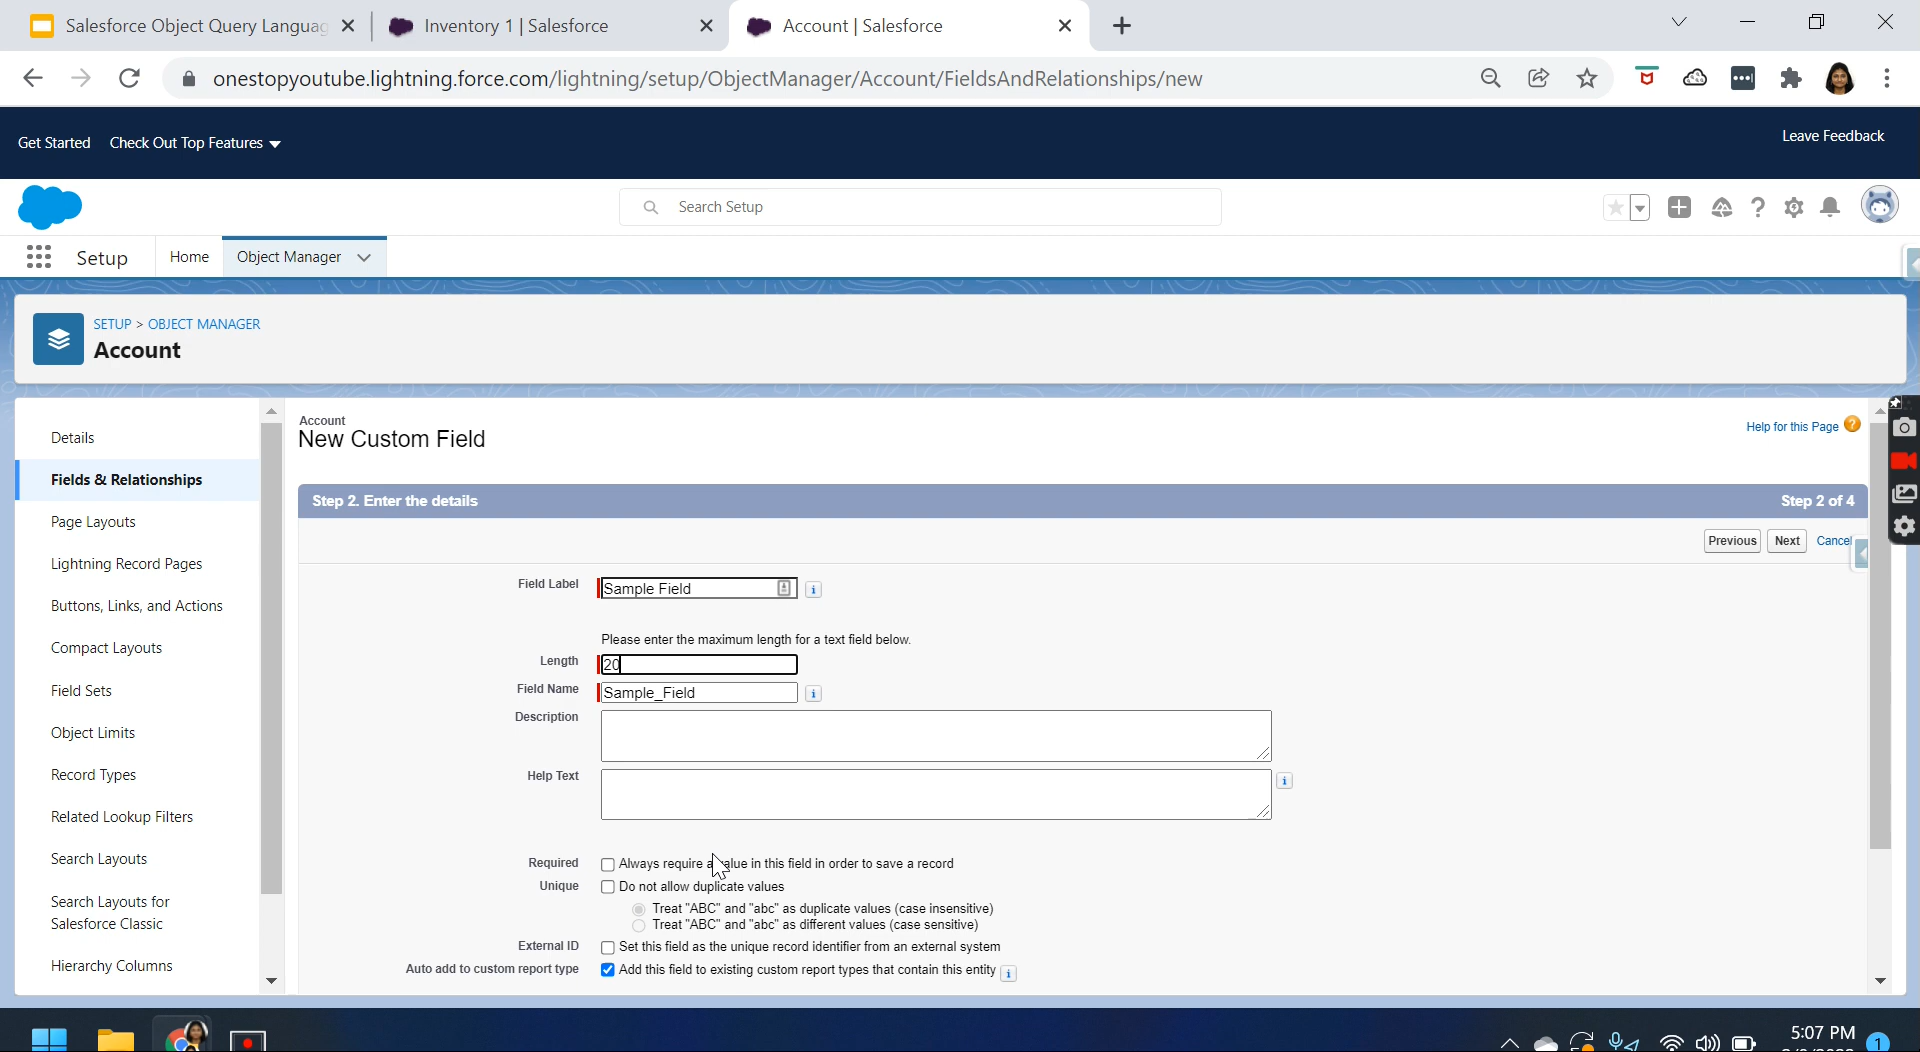 Salesforce Object Query Languag
Inventory 1 | Salesforce
Account | Salesforce
onestopyoutube.lightning.force.com/lightning/setup/ObjectManager/Account/FieldsAndRelationships/new
Get Started
Check Out Top Features
Leave Feedback
Search Setup
Setup
Home
Object Manager
SETUP > OBJECT MANAGER
Account
Details
Fields & Relationships
Page Layouts
Lightning Record Pages
Buttons, Links, and Actions
Compact Layouts
Field Sets
Object Limits
Record Types
Related Lookup Filters
Search Layouts
Search Layouts for
Salesforce Classic
Hierarchy Columns
Account
New Custom Field
Help for this Page
Step 2. Enter the details
Step 2 of 4
Previous
Next
Cancel
Field Label
Sample Field
Please enter the maximum length for a text field below.
Length
20
Field Name
Sample_Field
Description
Help Text
Required
Always require a value in this field in order to save a record
Unique
Do not allow duplicate values
Treat "ABC" and "abc" as duplicate values (case insensitive)
Treat "ABC" and "abc" as different values (case sensitive)
External ID
Set this field as the unique record identifier from an external system
Auto add to custom report type
Add this field to existing custom report types that contain this entity
5:07 PM
1